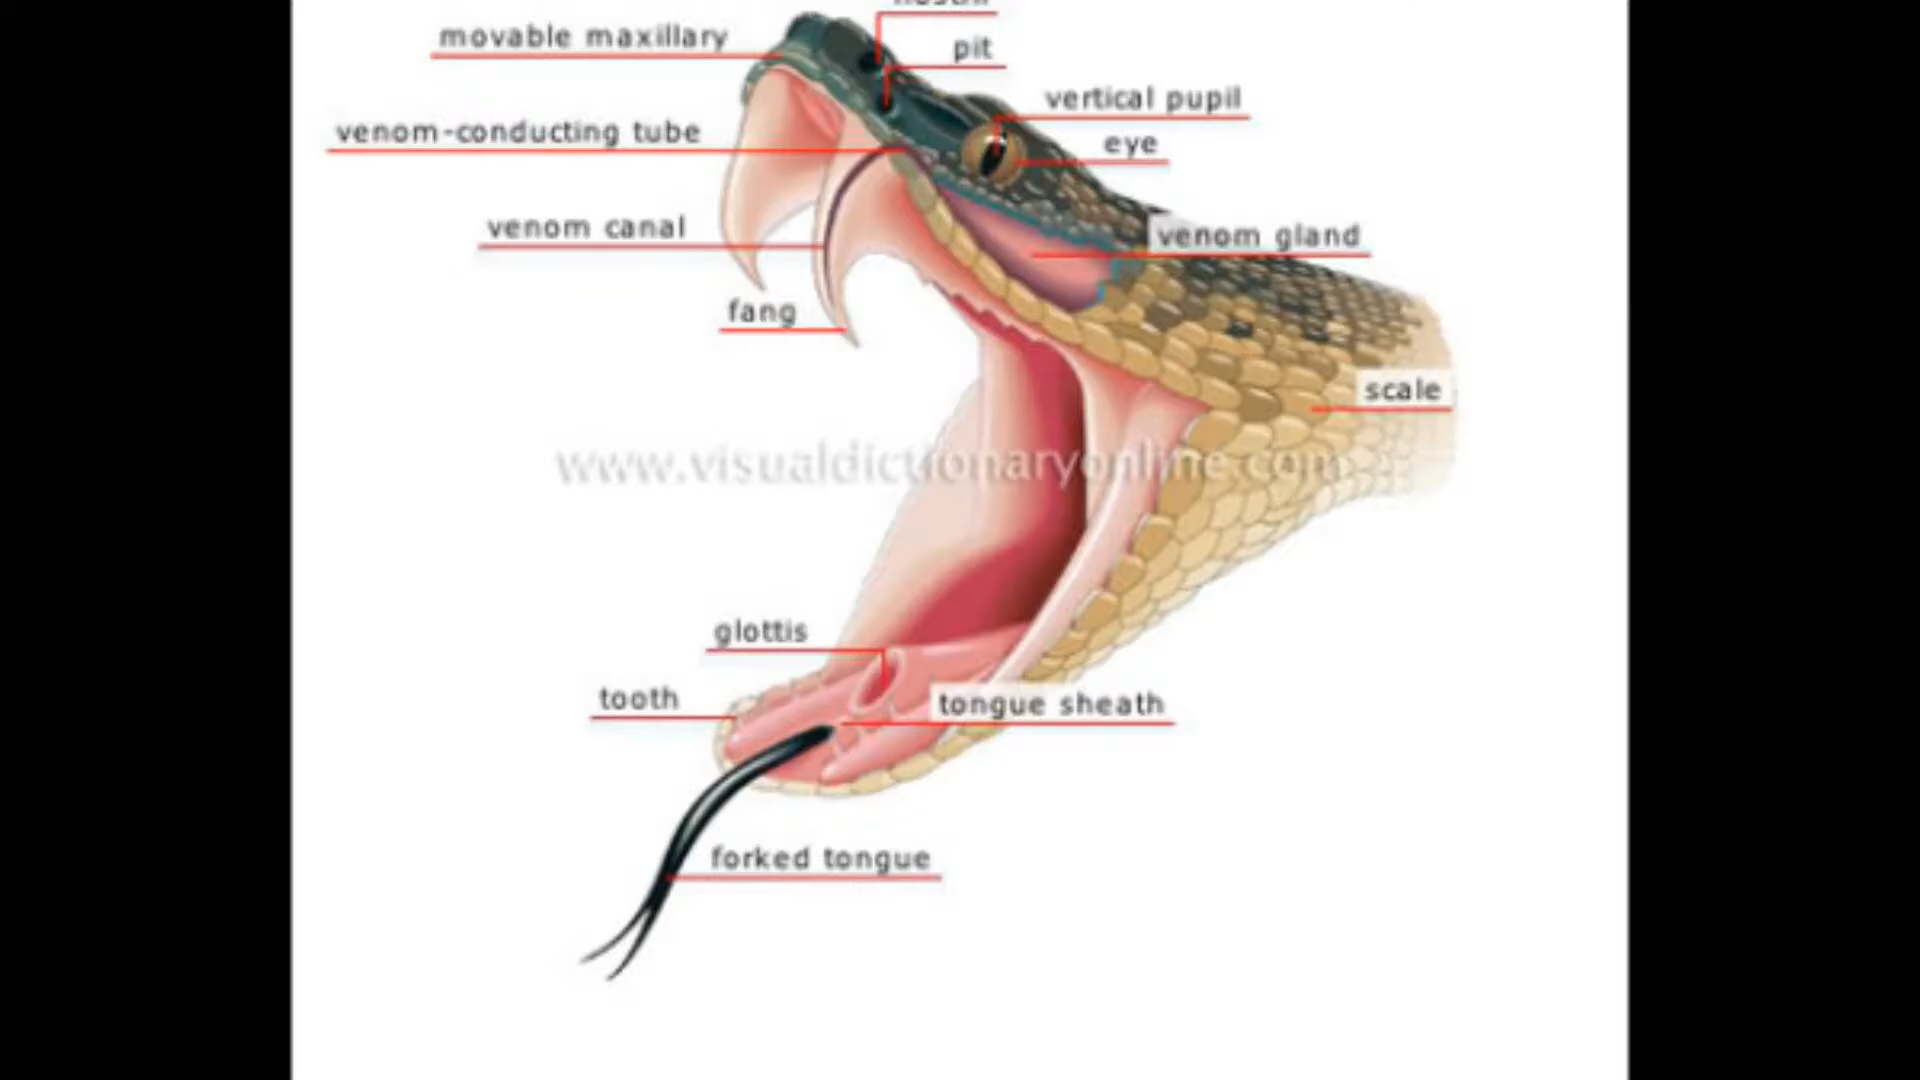 movable maxillary
pit
vertical pupil
venom-conducting tube
eye
venom canal
venom gland
fang
scale
www.visualdictionaryonline.com
glottis
tooth
tongue sheath
forked tongue